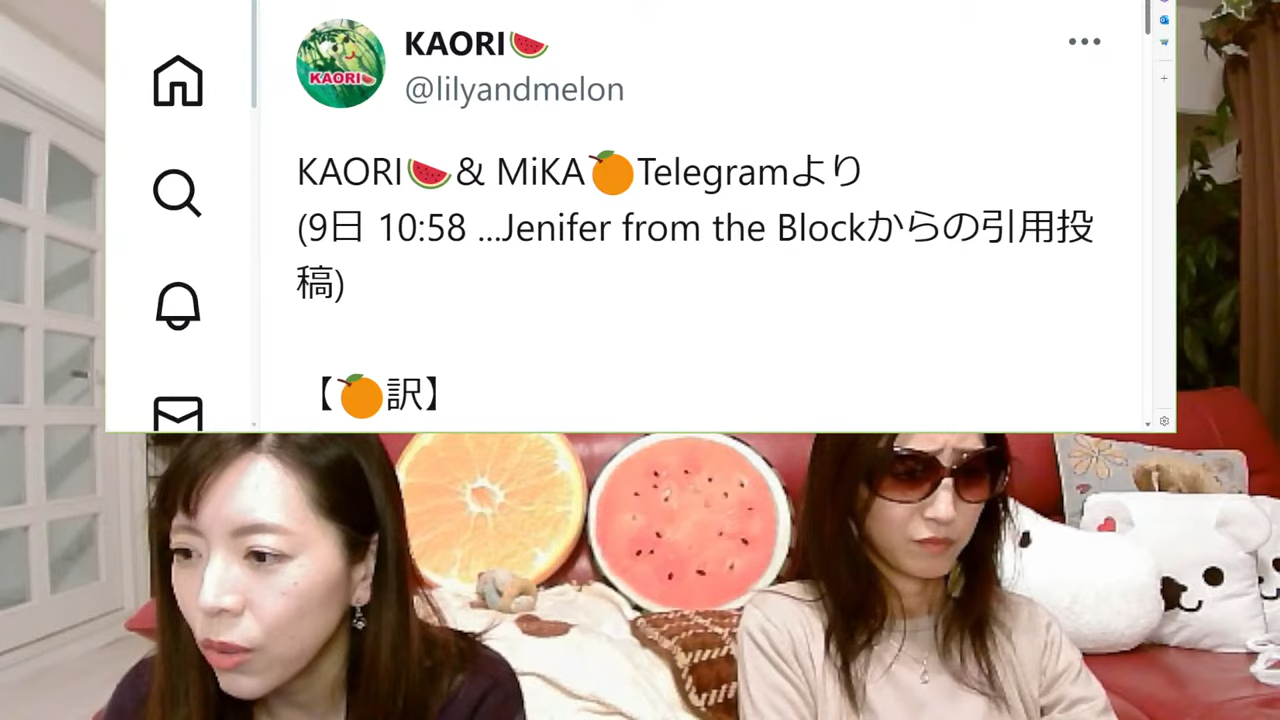 KAORI🍉
KAORI🍉
@lilyandmelon
KAORI🍉& MiKA🍊Telegramより
(9日 10:58 ...Jenifer from the Blockからの引用投
稿)
【🍊訳】